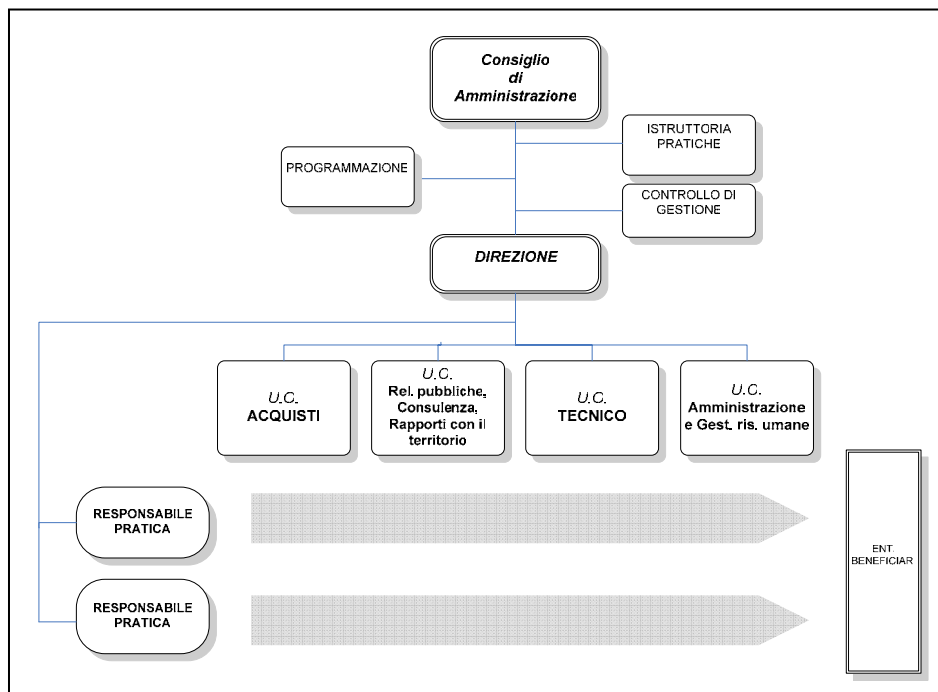 Consiglio
di
Amministrazione
ISTRUTTORIA
PRATICHE
PROGRAMMAZIONE
CONTROLLO DI
GESTIONE
DIREZIONE
U.C.
ACQUISTI
U.C.
Rel. pubbliche,
Consulenza,
Rapporti con il
territorio
U.C.
TECNICO
U.C.
Amministrazione
e Gest. ris. umane
RESPONSABILE
PRATICA
ENT.
BENEFICIAR
RESPONSABILE
PRATICA